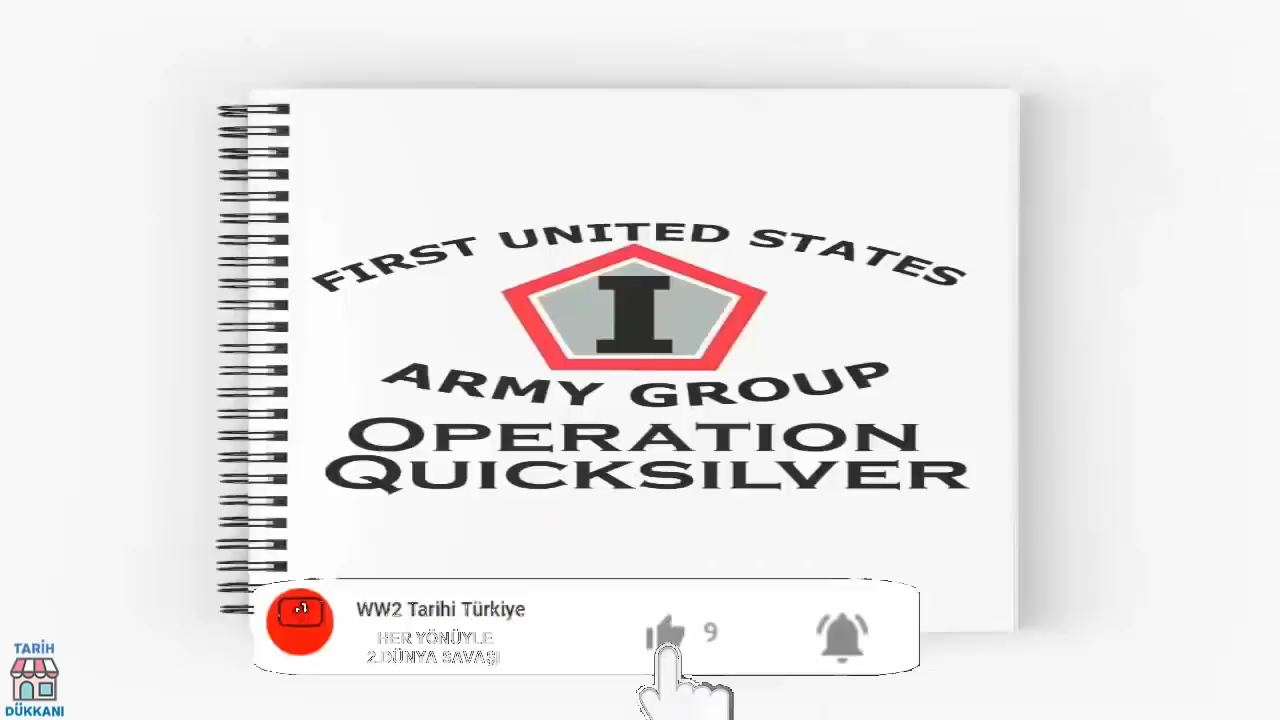 FIRST UNITED STATES
I
ARMY GROUP
OPERATION
QUICKSILVER
WW2 Tarihi Türkiye
HER YÖNÜYLE
2.DÜNYA SAVAŞI
9
TARİH
DÜKKANI